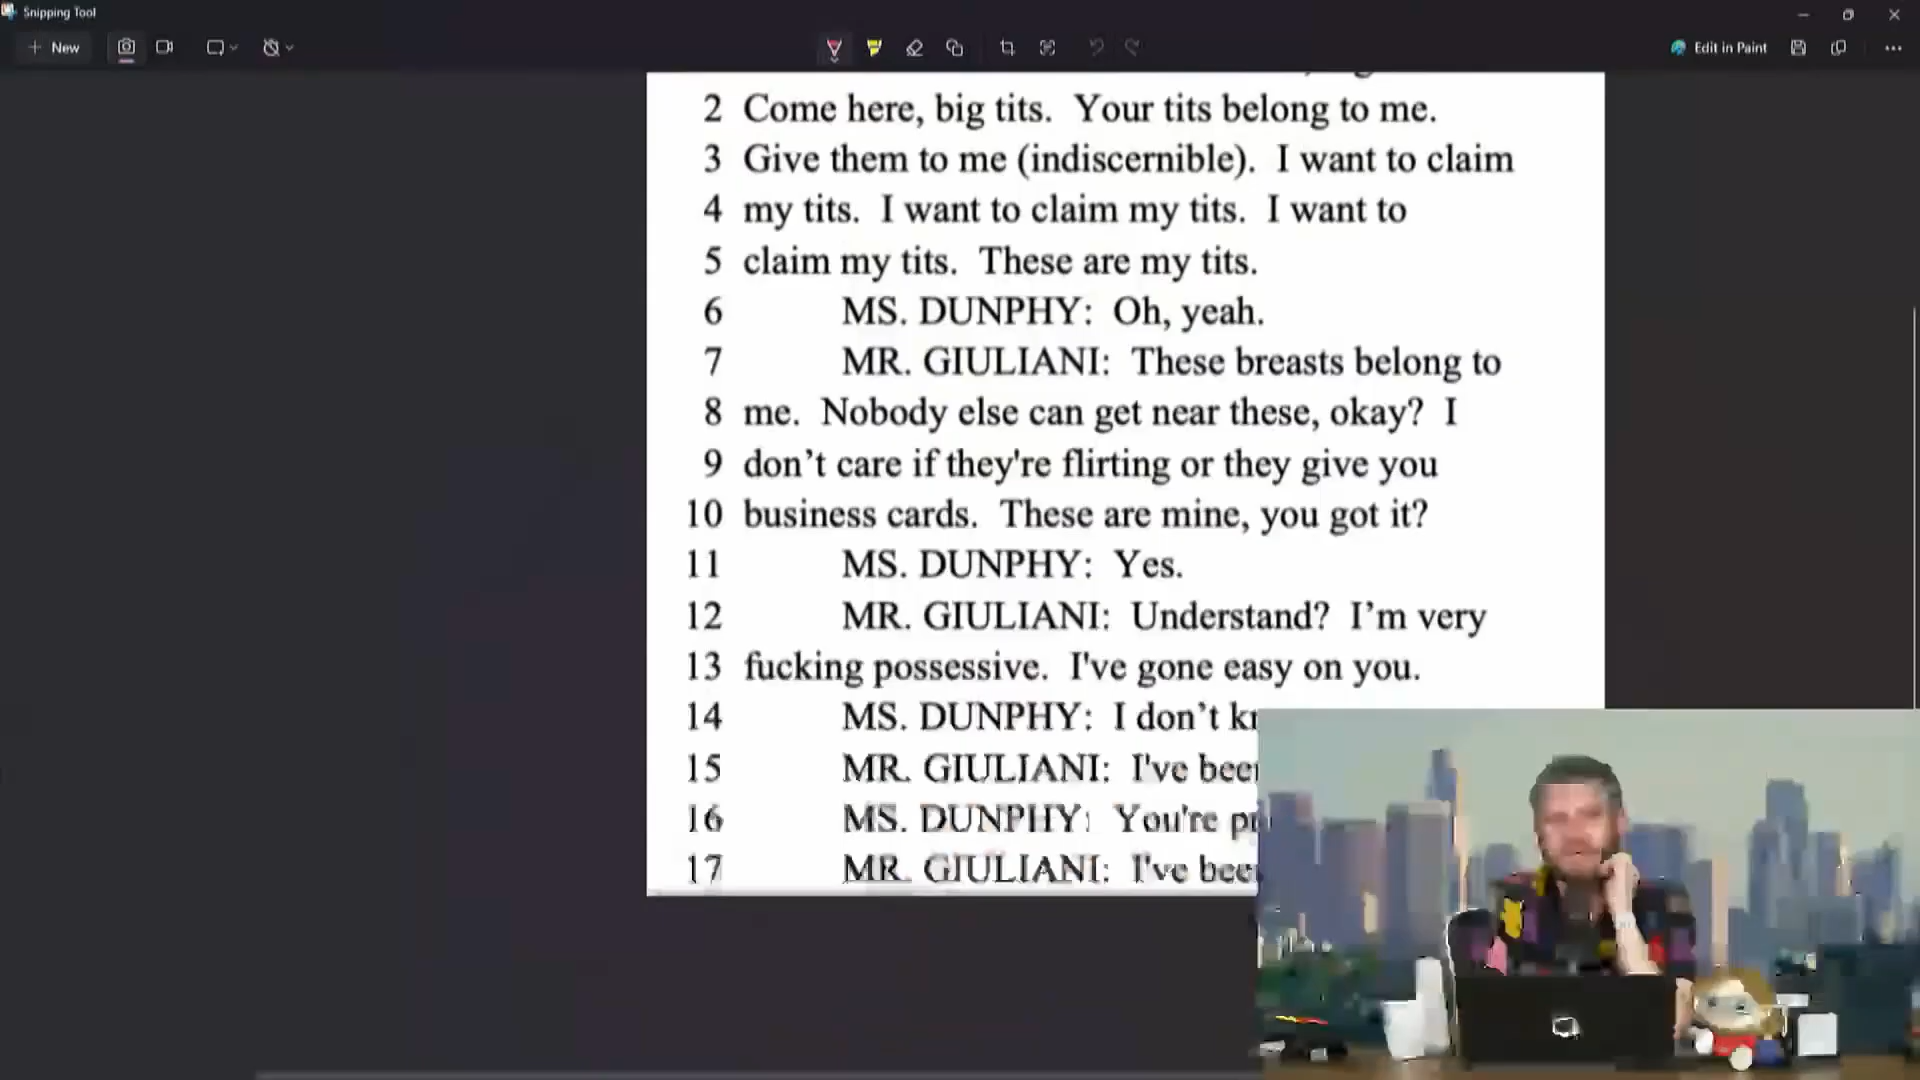 Snipping Tool
New
Edit in Paint
2 Come here, big tits. Your tits belong to me.
3 Give them to me (indiscernible). I want to claim
4 my tits. I want to claim my tits. I want to
5 claim my tits. These are my tits.
6 MS. DUNPHY: Oh, yeah.
7 MR. GIULIANI: These breasts belong to
8 me. Nobody else can get near these, okay? I
9 don’t care if they're flirting or they give you
10 business cards. These are mine, you got it?
11 MS. DUNPHY: Yes.
12 MR. GIULIANI: Understand? I’m very
13 fucking possessive. I've gone easy on you.
14 MS. DUNPHY: I don’t
15 MR. GIULIANI: I've
16 MS. DUNPHY: You're
17 MR. GIULIANI: I've